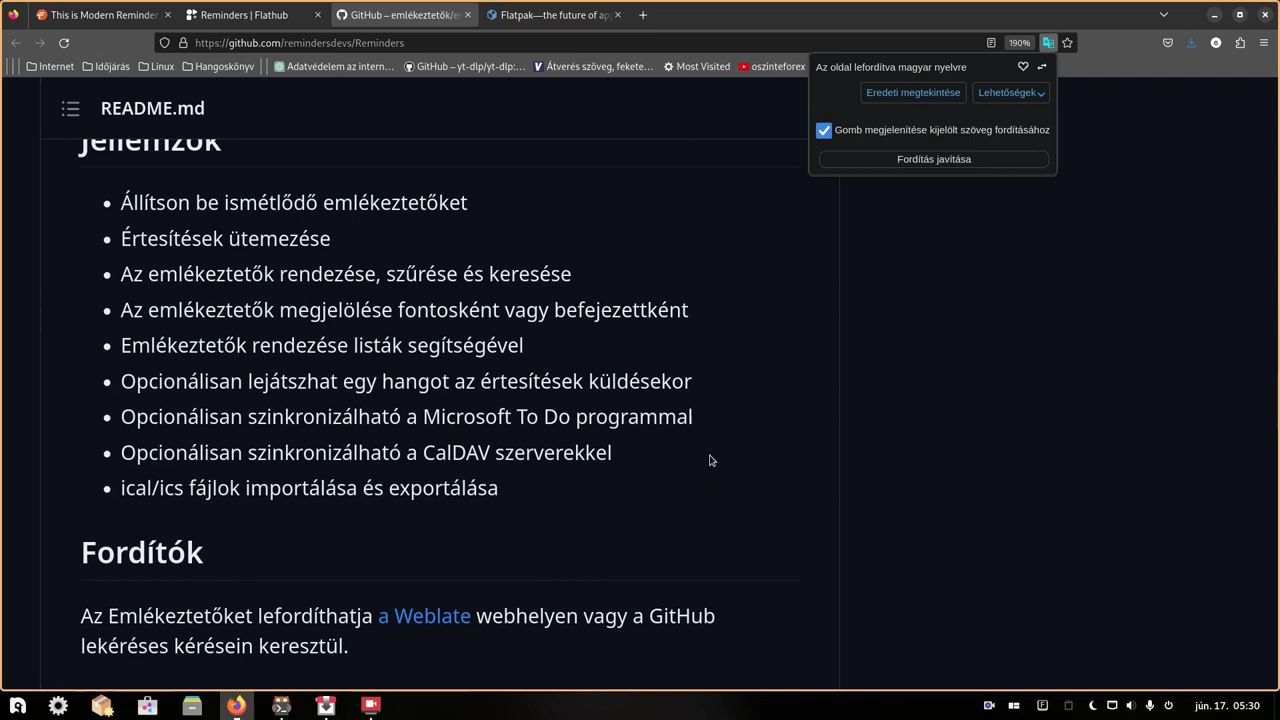 This is Modern Reminder
Reminders | Flathub
GitHub – emlékeztetők/er
Flatpak—the future of ap
https://github.com/remindersdevs/Reminders
190%
Internet
Időjárás
Linux
Hangoskönyv
Adatvédelem az internet…
GitHub – yt-dlp/yt-dlp:…
Átverés szöveg, fekete…
Most Visited
oszinteforex
Az oldal lefordítva magyar nyelvre
Eredeti megtekintése
Lehetőségek
Gomb megjelenítése kijelölt szöveg fordításához
Fordítás javítása
README.md
Jellemzők
Állítson be ismétlődő emlékeztetőket
Értesítések ütemezése
Az emlékeztetők rendezése, szűrése és keresése
Az emlékeztetők megjelölése fontosként vagy befejezettként
Emlékeztetők rendezése listák segítségével
Opcionálisan lejátszhat egy hangot az értesítések küldésekor
Opcionálisan szinkronizálható a Microsoft To Do programmal
Opcionálisan szinkronizálható a CalDAV szerverekkel
ical/ics fájlok importálása és exportálása
Fordítók
Az Emlékeztetőket lefordíthatja a Weblate webhelyen vagy a GitHub
lekéréses kérésein keresztül.
jún. 17. 05:30